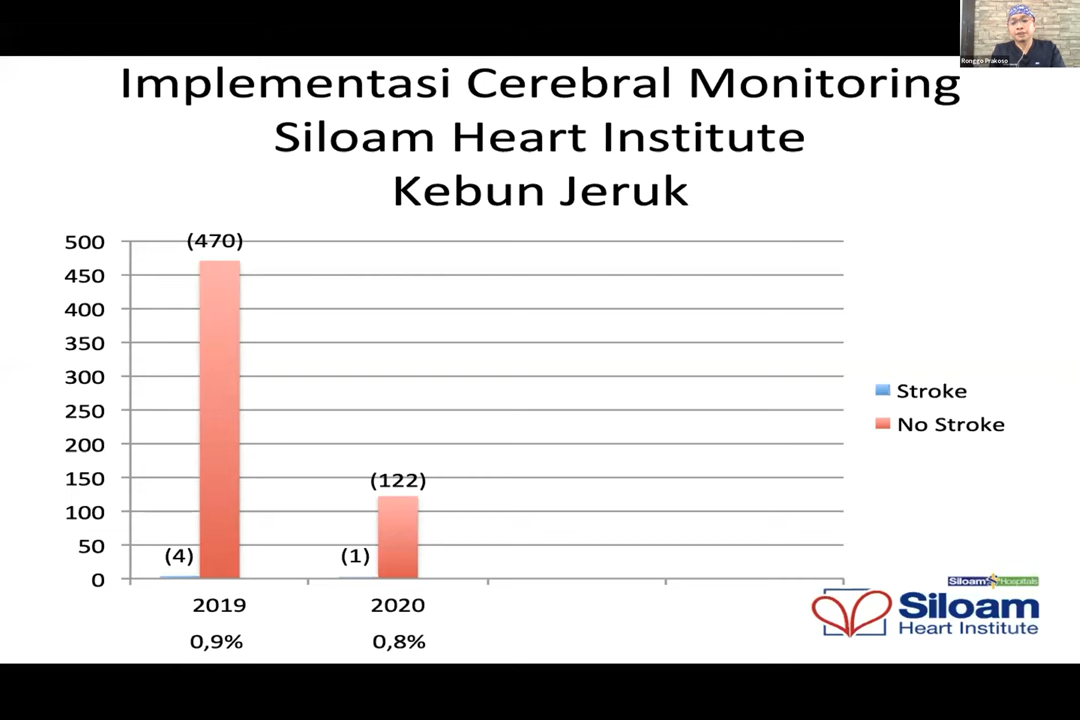 Ronggo Prakoso
Implementasi Cerebral Monitoring
Siloam Heart Institute
Kebun Jeruk
500
450
400
350
300
250
200
150
100
50
0
(470)
(122)
(4)
(1)
2019
2020
0,9%
0,8%
Stroke
No Stroke
Siloam Hospitals
Siloam
Heart Institute